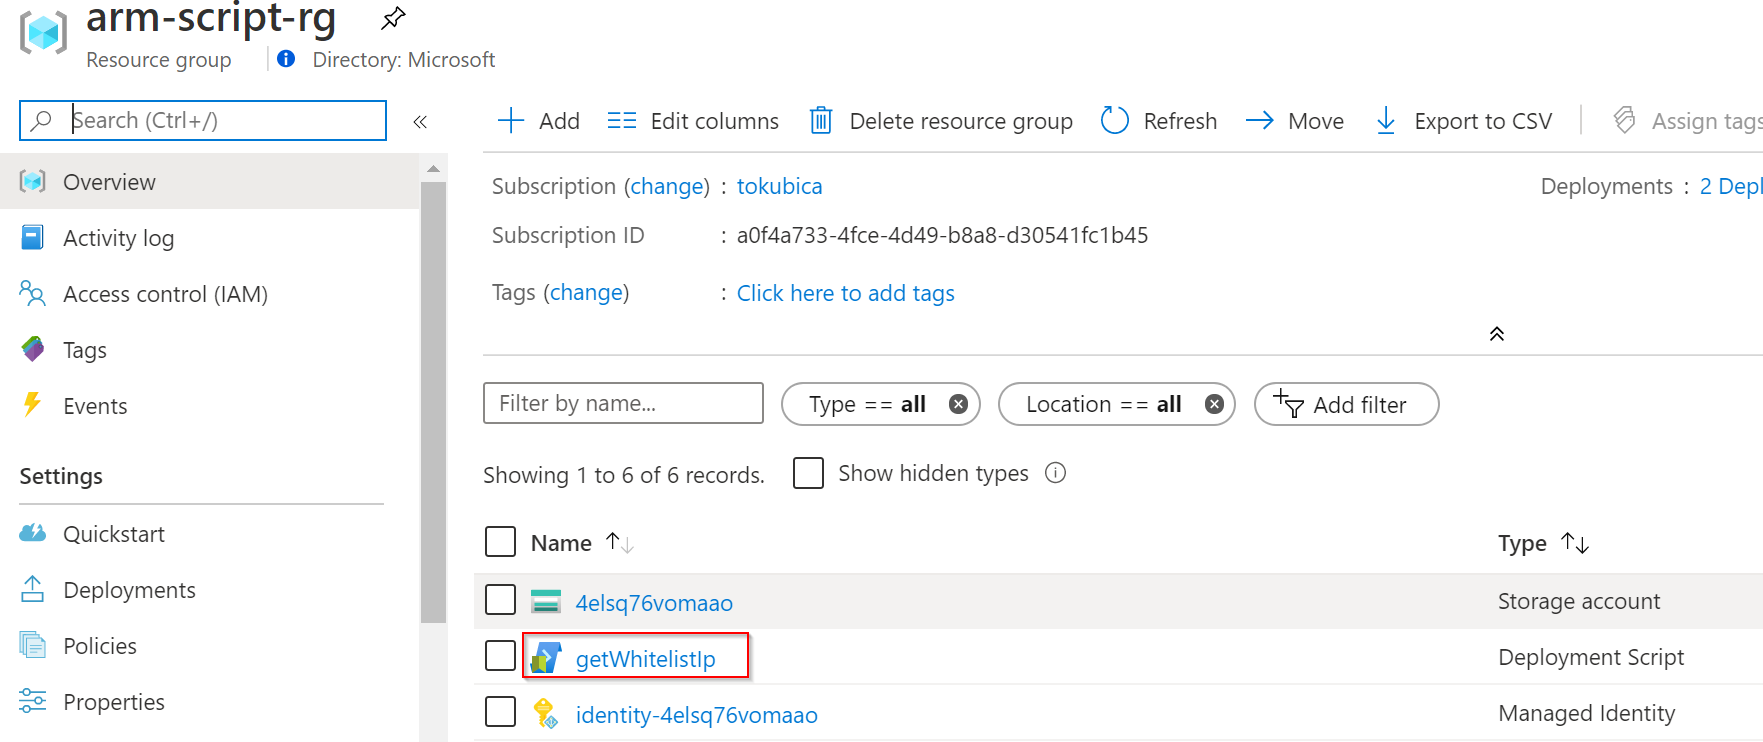 arm-script-rg
Resource group
Directory: Microsoft
Search (Ctrl+/)
«
Overview
Activity log
Access control (IAM)
Tags
Events
Settings
Quickstart
Deployments
Policies
Properties
Add
Edit columns
Delete resource group
Refresh
Move
Export to CSV
Assign tags
Subscription (change) : tokubica
Deployments : 2 Depl
Subscription ID : a0f4a733-4fce-4d49-b8a8-d30541fc1b45
Tags (change) : Click here to add tags
Filter by name...
Type == all
Location == all
Add filter
Showing 1 to 6 of 6 records.
Show hidden types
Name
Type
4elsq76vomaao
Storage account
getWhitelistIp
Deployment Script
identity-4elsq76vomaao
Managed Identity